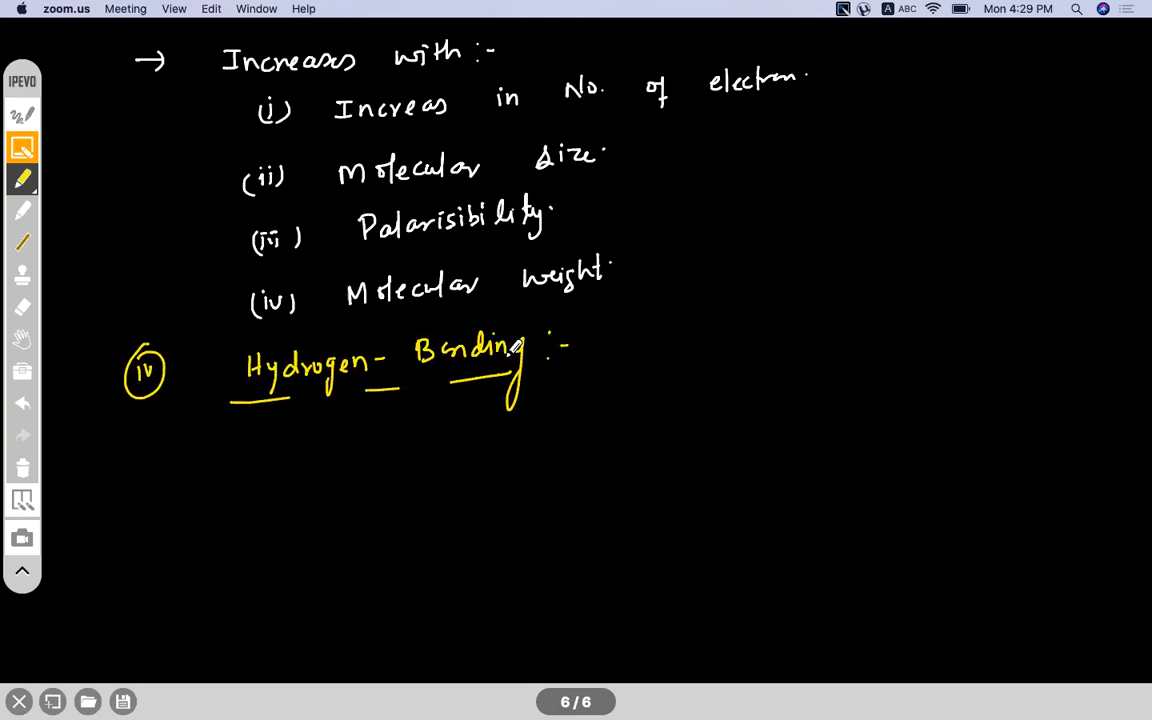 zoom.us Meeting View Edit Window Help ABC Mon 4:29 PM
IPEVO
→ Increases with :-
(i) Increas in No. of electron.
(ii) Molecular size.
(iii) Polarisibility.
(iv) Molecular weight.
iv Hydrogen - Bonding :-
6/6